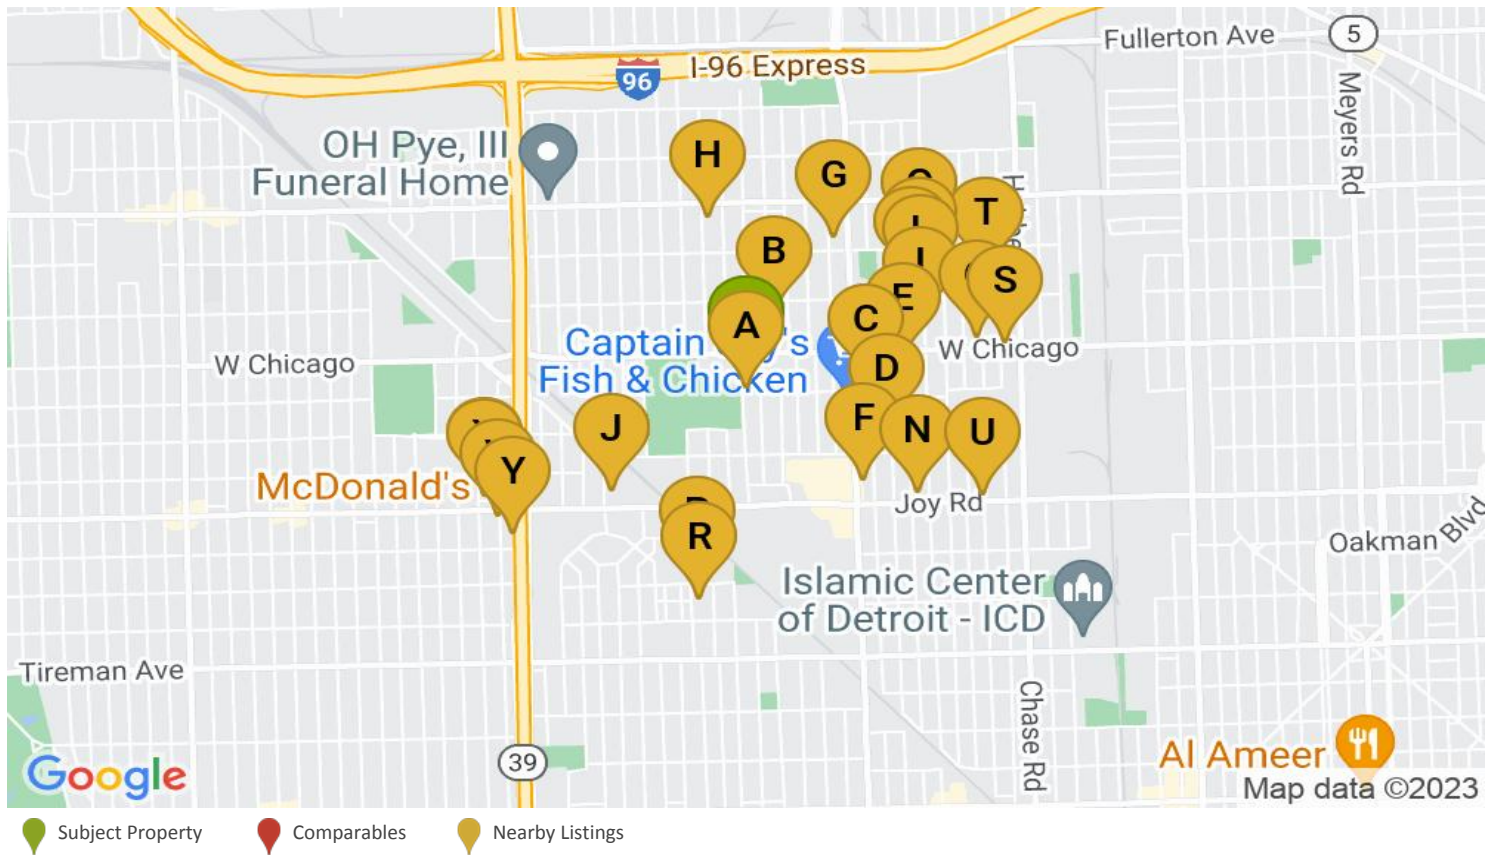 Fullerton Ave
5
I-96 Express
96
Meyers Rd
OH Pye, III
Funeral Home
H
G
T
B
S
E
C
A
Captain
's
Fish & Chicken
W Chicago
W Chicago
D
J
F
N
U
Y
McDonald's
R
Joy Rd
Oakman Blvd
Islamic Center
of Detroit - ICD
Tireman Ave
Chase Rd
39
Al Ameer
Google
Map data ©2023
Subject Property
Comparables
Nearby Listings